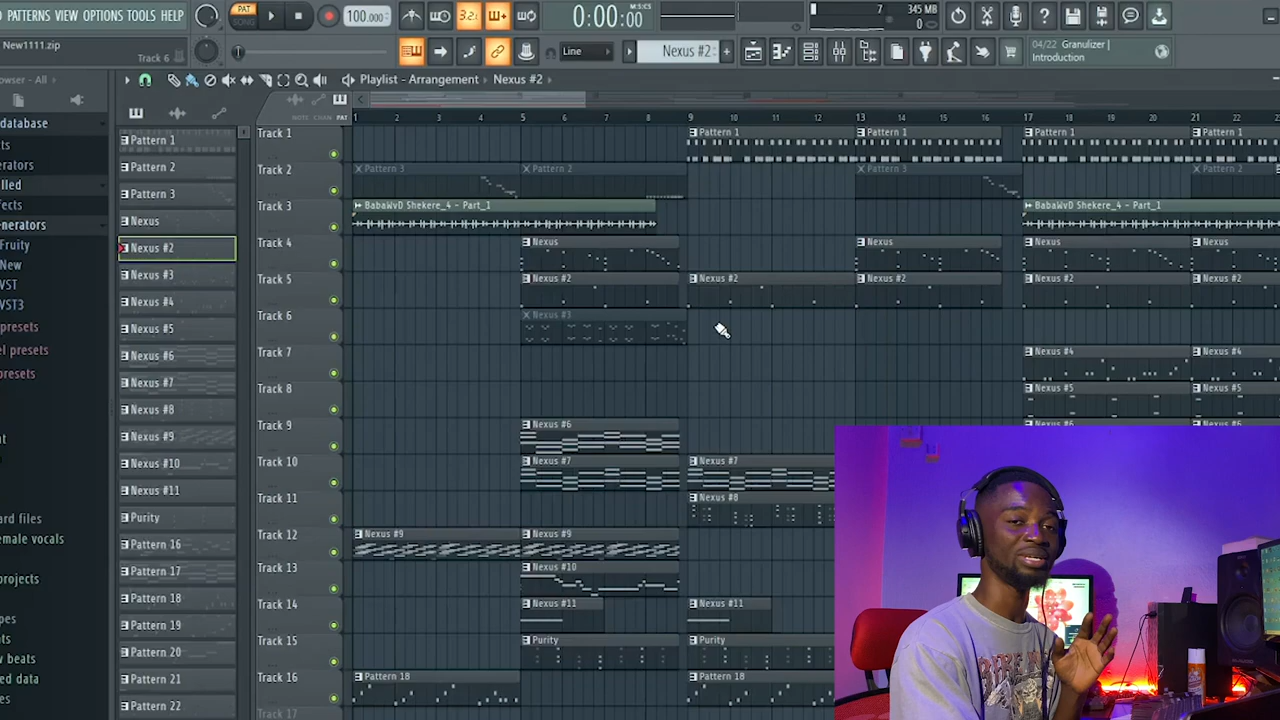 PATTERNS VIEW OPTIONS TOOLS HELP
PAT
SONG
100.000
3.2
0:00:00
M:S:CS
7
345 MB
0
New1111.zip
Track 6
Line
Nexus #2
04/22 Granulizer |
Introduction
owser - All
Playlist - Arrangement
Nexus #2
NOTE CHAN PAT
database
1 2 3 4 5 6 7 8 9 10 11 12 13 14 15 16 17 18 19 20 21 22
Pattern 1
Pattern 2
Pattern 3
Nexus
Nexus #2
Nexus #3
Nexus #4
Nexus #5
Nexus #6
Nexus #7
Nexus #8
Nexus #9
Nexus #10
Nexus #11
Purity
Pattern 16
Pattern 17
Pattern 18
Pattern 19
Pattern 20
Pattern 21
Pattern 22
ts
erators
lled
fects
nerators
Fruity
New
VST
VST3
presets
el presets
presets
ard files
emale vocals
projects
beats
ed data
Track 1
Pattern 1
Pattern 1
Pattern 1
Pattern 1
Track 2
Pattern 3
Pattern 2
Pattern 3
Pattern 2
Track 3
BabaWvD Shekere_4 - Part_1
BabaWvD Shekere_4 - Part_1
Track 4
Nexus
Nexus
Nexus
Nexus
Track 5
Nexus #2
Nexus #2
Nexus #2
Nexus #2
Nexus #2
Track 6
Nexus #3
Track 7
Nexus #4
Nexus #4
Track 8
Nexus #5
Nexus #5
Track 9
Nexus #6
Track 10
Nexus #7
Nexus #7
Track 11
Nexus #8
Track 12
Nexus #9
Nexus #9
Track 13
Nexus #10
Track 14
Nexus #11
Nexus #11
Track 15
Purity
Purity
Track 16
Pattern 18
Pattern 18
Track 17